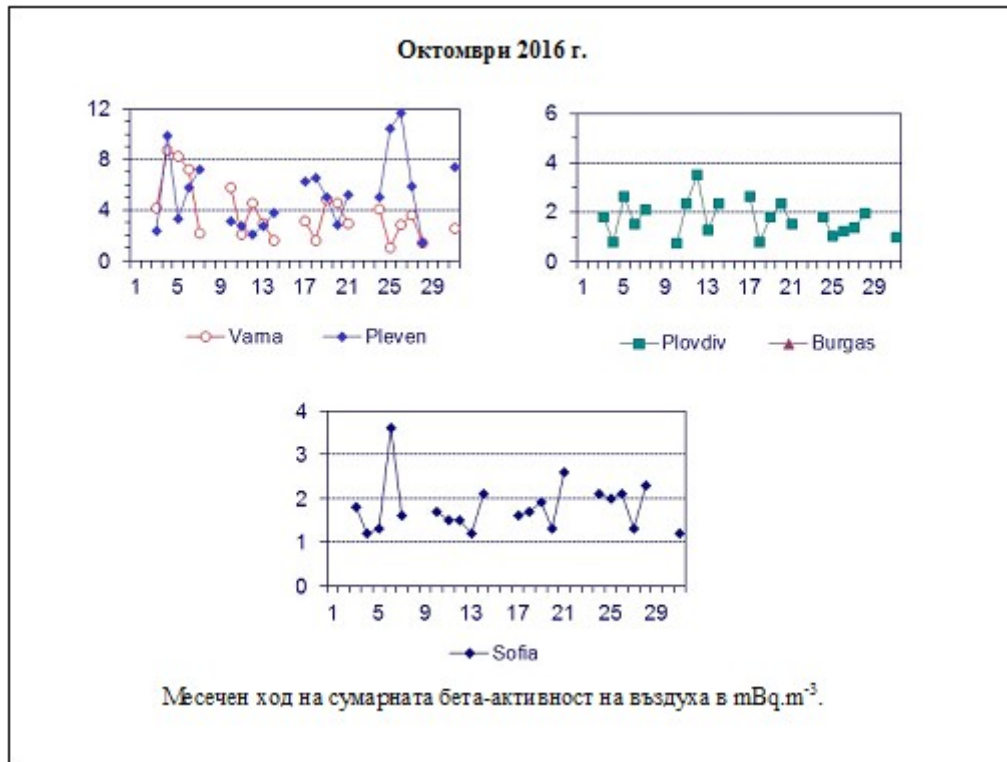 Октомври 2016 г.
12
8
4
0
1 5 9 13 17 21 25 29
Varna Pleven
6
4
2
0
1 5 9 13 17 21 25 29
Plovdiv Burgas
4
3
2
1
0
1 5 9 13 17 21 25 29
Sofia
Месечен ход на сумарната бета-активност на въздуха в mBq.m⁻³.